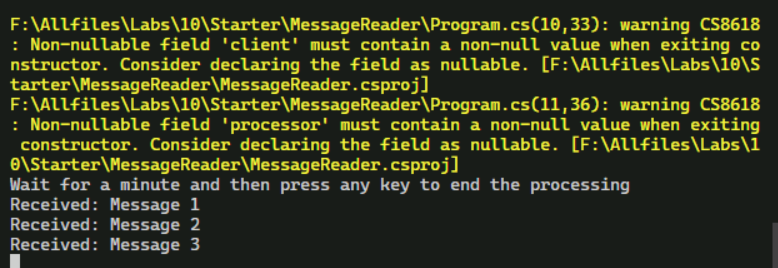 F:\Allfiles\Labs\10\Starter\MessageReader\Program.cs(10,33): warning CS8618
: Non-nullable field 'client' must contain a non-null value when exiting co
nstructor. Consider declaring the field as nullable. [F:\Allfiles\Labs\10\S
tarter\MessageReader\MessageReader.csproj]
F:\Allfiles\Labs\10\Starter\MessageReader\Program.cs(11,36): warning CS8618
: Non-nullable field 'processor' must contain a non-null value when exiting
 constructor. Consider declaring the field as nullable. [F:\Allfiles\Labs\1
0\Starter\MessageReader\MessageReader.csproj]
Wait for a minute and then press any key to end the processing
Received: Message 1
Received: Message 2
Received: Message 3